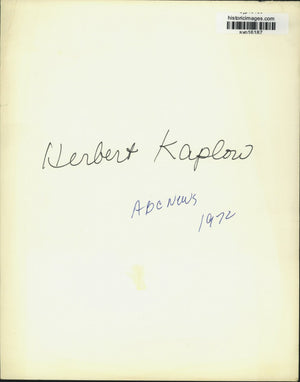 historicimages.com
Herbert Kaplow
ABC NEWS
1972